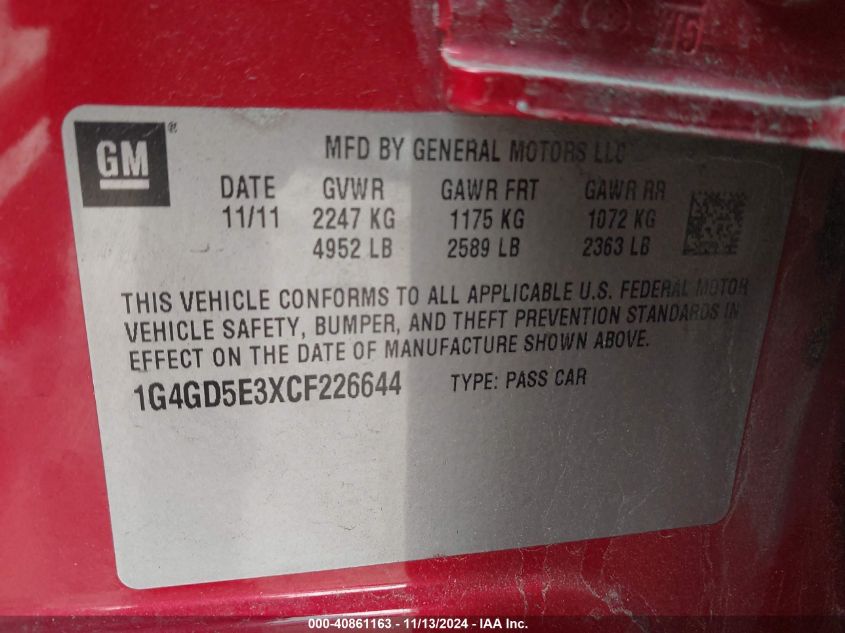 GM®
MFD BY GENERAL MOTORS LLC
DATE GVWR GAWR FRT GAWR RR
11/11 2247 KG 1175 KG 1072 KG
4952 LB 2589 LB 2363 LB
THIS VEHICLE CONFORMS TO ALL APPLICABLE U.S. FEDERAL MOTOR
VEHICLE SAFETY, BUMPER, AND THEFT PREVENTION STANDARDS IN
EFFECT ON THE DATE OF MANUFACTURE SHOWN ABOVE.
1G4GD5E3XCF226644 TYPE: PASS CAR
000-40861163 - 11/13/2024 - IAA Inc.